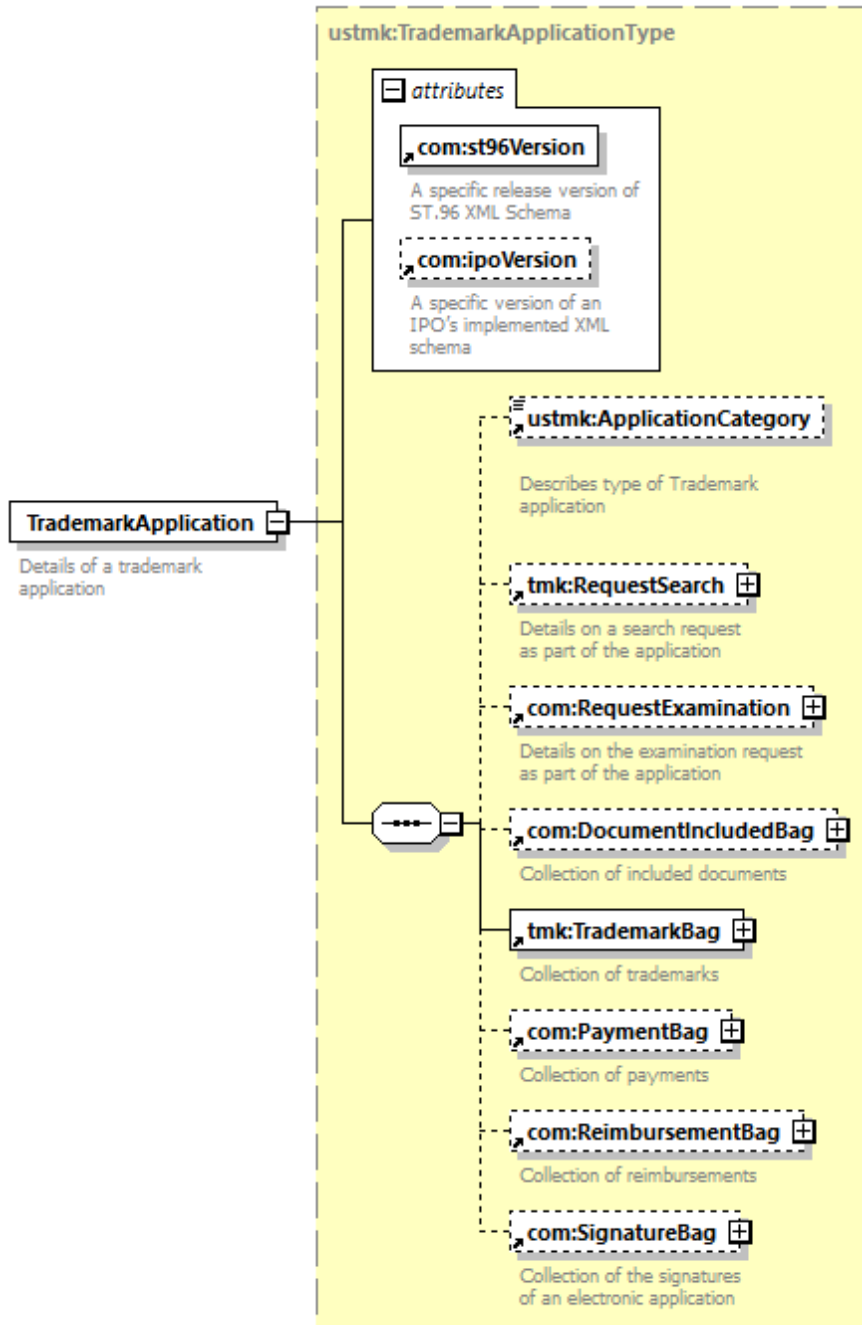 ustmk:TrademarkApplicationType
attributes
com:st96Version
A specific release version of
ST.96 XML Schema
com:ipoVersion
A specific version of an
IPO's implemented XML
schema
ustmk:ApplicationCategory
Describes type of Trademark
application
TrademarkApplication
Details of a trademark
application
tmk:RequestSearch
Details on a search request
as part of the application
com:RequestExamination
Details on the examination request
as part of the application
com:DocumentIncludedBag
Collection of included documents
tmk:TrademarkBag
Collection of trademarks
com:PaymentBag
Collection of payments
com:ReimbursementBag
Collection of reimbursements
com:SignatureBag
Collection of the signatures
of an electronic application